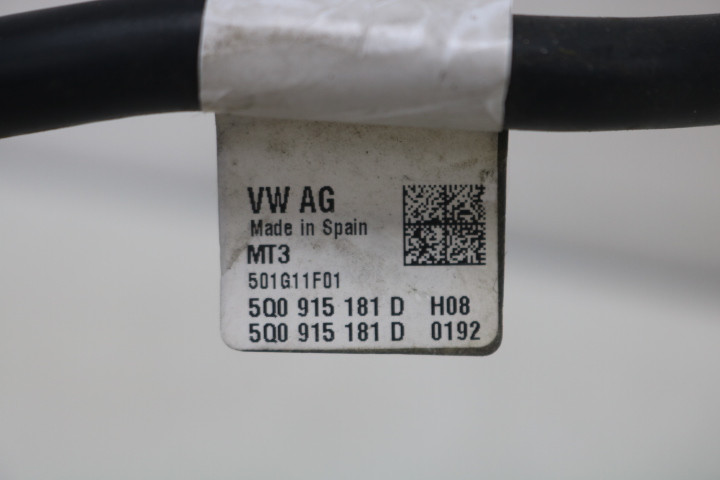 VW AG
Made in Spain
MT3
501G11F01
5Q0 915 181 D H08
5Q0 915 181 D 0192